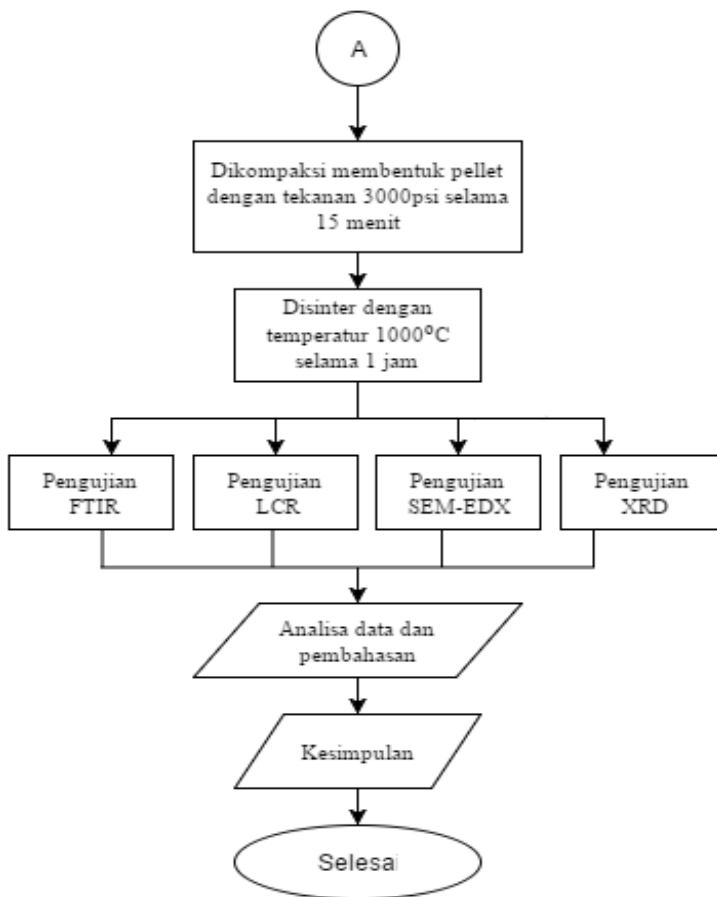 A
Dikompaksi membentuk pellet
dengan tekanan 3000psi selama
15 menit
Disinter dengan
temperatur 1000°C
selama 1 jam
Pengujian
FTIR
Pengujian
LCR
Pengujian
SEM-EDX
Pengujian
XRD
Analisa data dan
pembahasan
Kesimpulan
Selesai